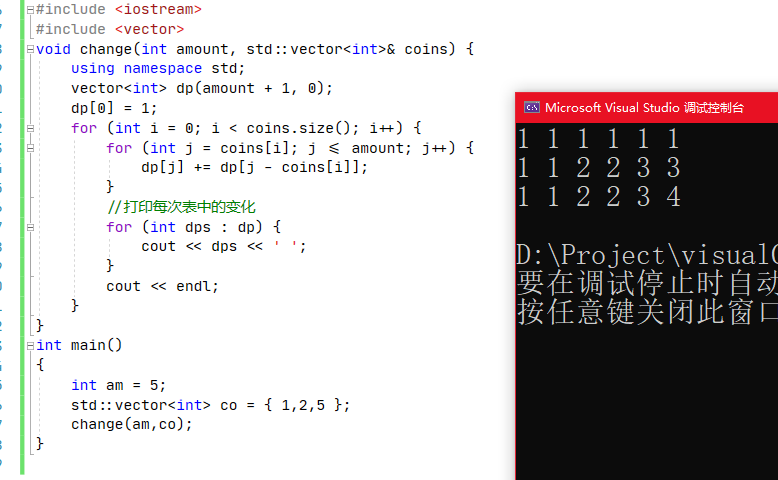 #include <iostream>
#include <vector>
void change(int amount, std::vector<int>& coins) {
    using namespace std;
    vector<int> dp(amount + 1, 0);
    dp[0] = 1;
    for (int i = 0; i < coins.size(); i++) {
        for (int j = coins[i]; j ⩽ amount; j++) {
            dp[j] += dp[j - coins[i]];
        }
        //打印每次表中的变化
        for (int dps : dp) {
            cout << dps << ' ';
        }
        cout << endl;
    }
}
int main()
{
    int am = 5;
    std::vector<int> co = { 1,2,5 };
    change(am,co);
}
Microsoft Visual Studio 调试控制台
1 1 1 1 1 1
1 1 2 2 3 3
1 1 2 2 3 4
D:\Project\visual
要在调试停止时自动
按任意键关闭此窗口